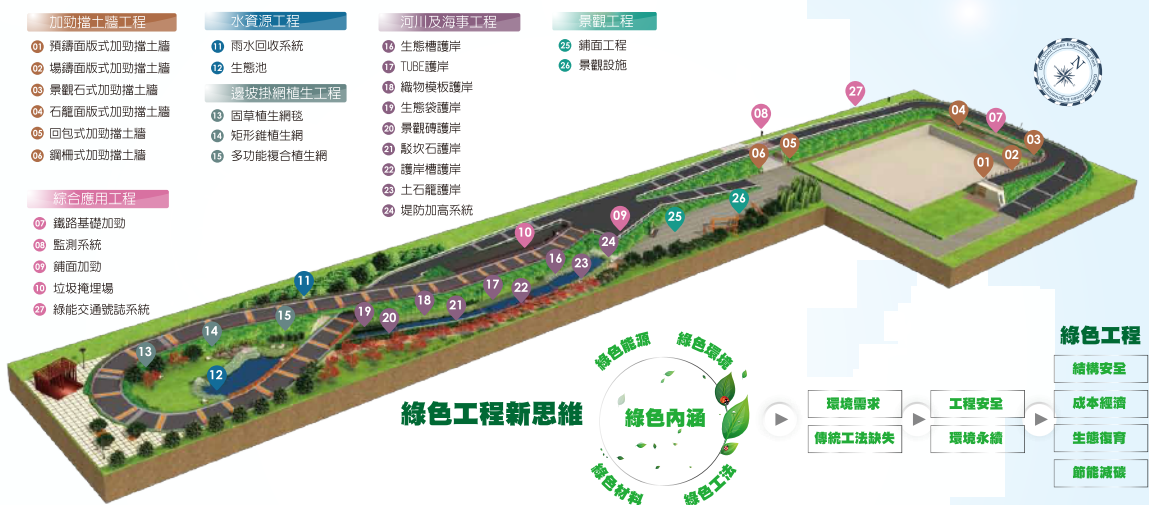 加勁擋土牆工程
01 預鑄面版式加勁擋土牆
02 場鑄面版式加勁擋土牆
03 景觀石式加勁擋土牆
04 石籠面版式加勁擋土牆
05 回包式加勁擋土牆
06 鋼柵式加勁擋土牆
綜合應用工程
07 鐵路基礎加勁
08 監測系統
09 鋪面加勁
10 垃圾掩埋場
27 綠能交通號誌系統
水資源工程
11 雨水回收系統
12 生態池
邊坡掛網植生工程
13 固草植生網毯
14 矩形錐植生網
15 多功能複合植生網
河川及海事工程
16 生態槽護岸
17 TUBE護岸
18 織物模板護岸
19 生態袋護岸
20 景觀磚護岸
21 駁坎石護岸
22 護岸槽護岸
23 土石籠護岸
24 堤防加高系統
景觀工程
25 鋪面工程
26 景觀設施
N
27
08
04
07
03
02
01
05
06
26
25
09
24
10
16
23
17
22
11
18
21
19
20
15
14
13
12
綠色工程新思維
綠色能源
綠色環境
綠色內涵
綠色材料
綠色工法
環境需求
傳統工法缺失
工程安全
環境永續
綠色工程
結構安全
成本經濟
生態復育
節能減碳